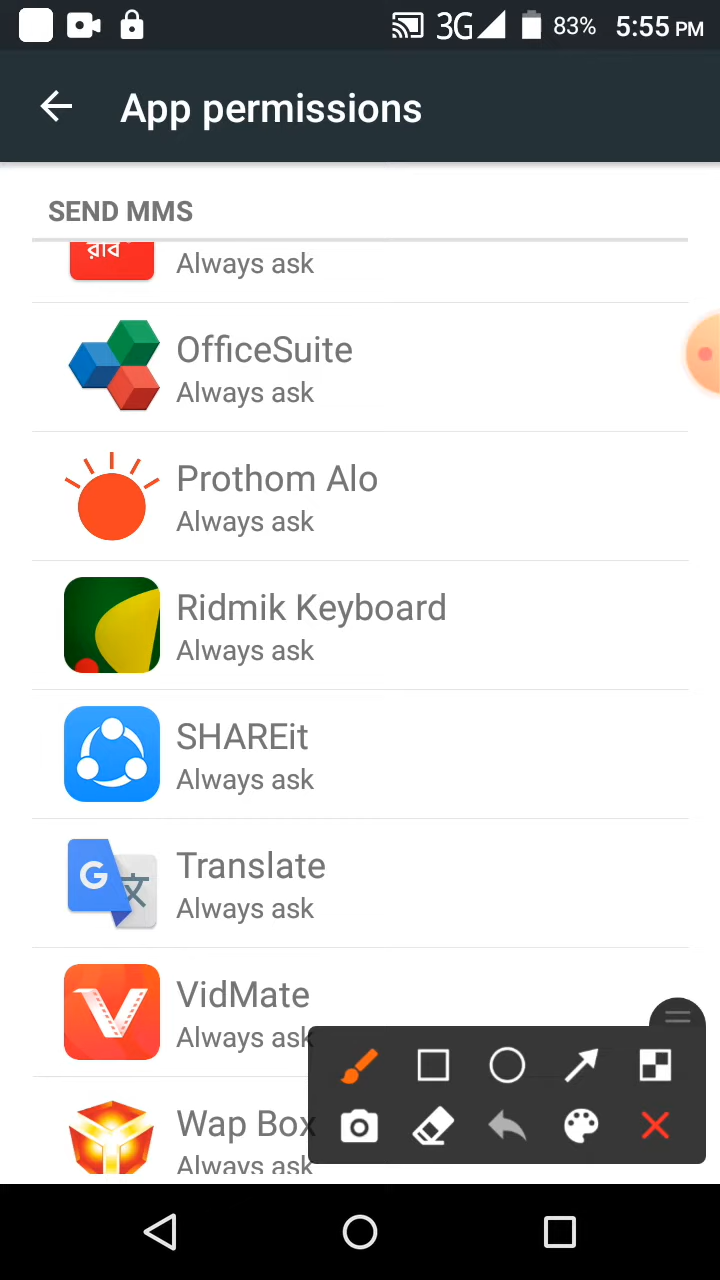 3G 83% 5:55 PM
App permissions
SEND MMS
রবি
Always ask
OfficeSuite
Always ask
Prothom Alo
Always ask
Ridmik Keyboard
Always ask
SHAREit
Always ask
Translate
Always ask
VidMate
Always ask
Wap Box
Always ask